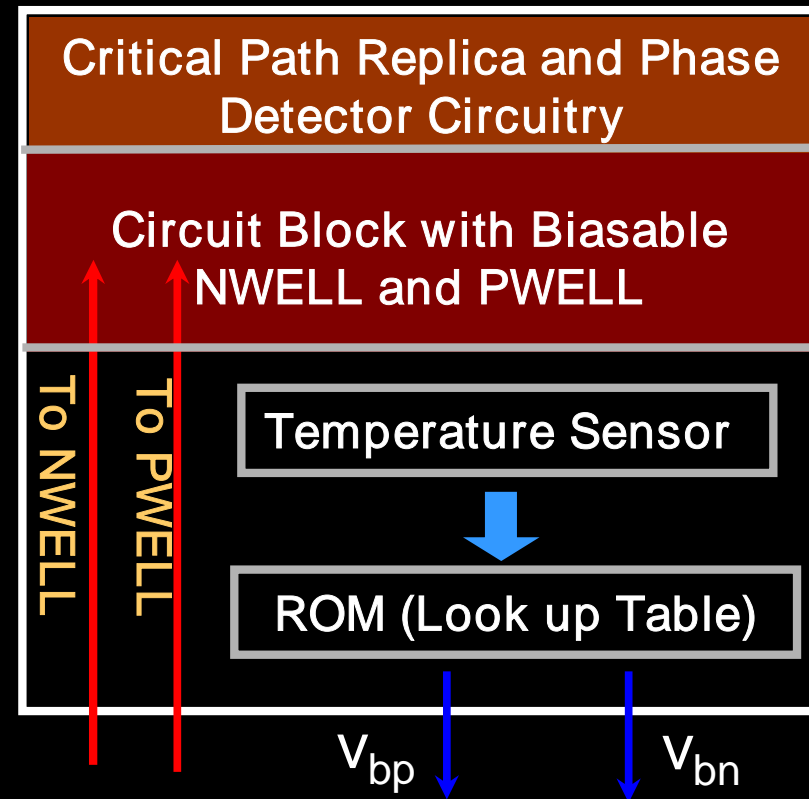 Critical Path Replica and Phase
Detector Circuitry
Circuit Block with Biasable
NWELL and PWELL
To NWELL
To PWELL
Temperature Sensor
ROM (Look up Table)
vbp
vbn